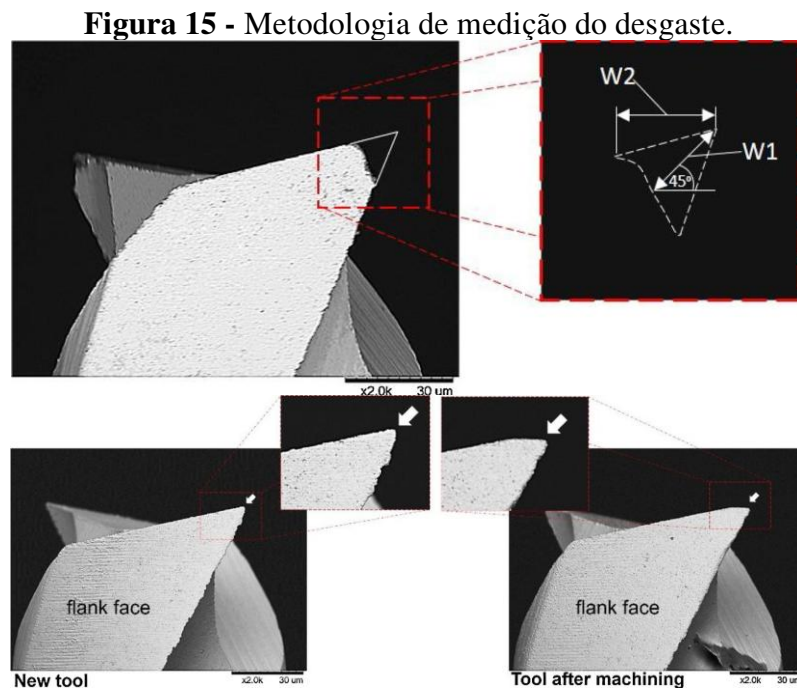 Figura 15 - Metodologia de medição do desgaste.
W2
W1
45°
x2.0k 30 um
flank face
New tool
x2.0k 30 um
flank face
Tool after machining
x2.0k 30 um